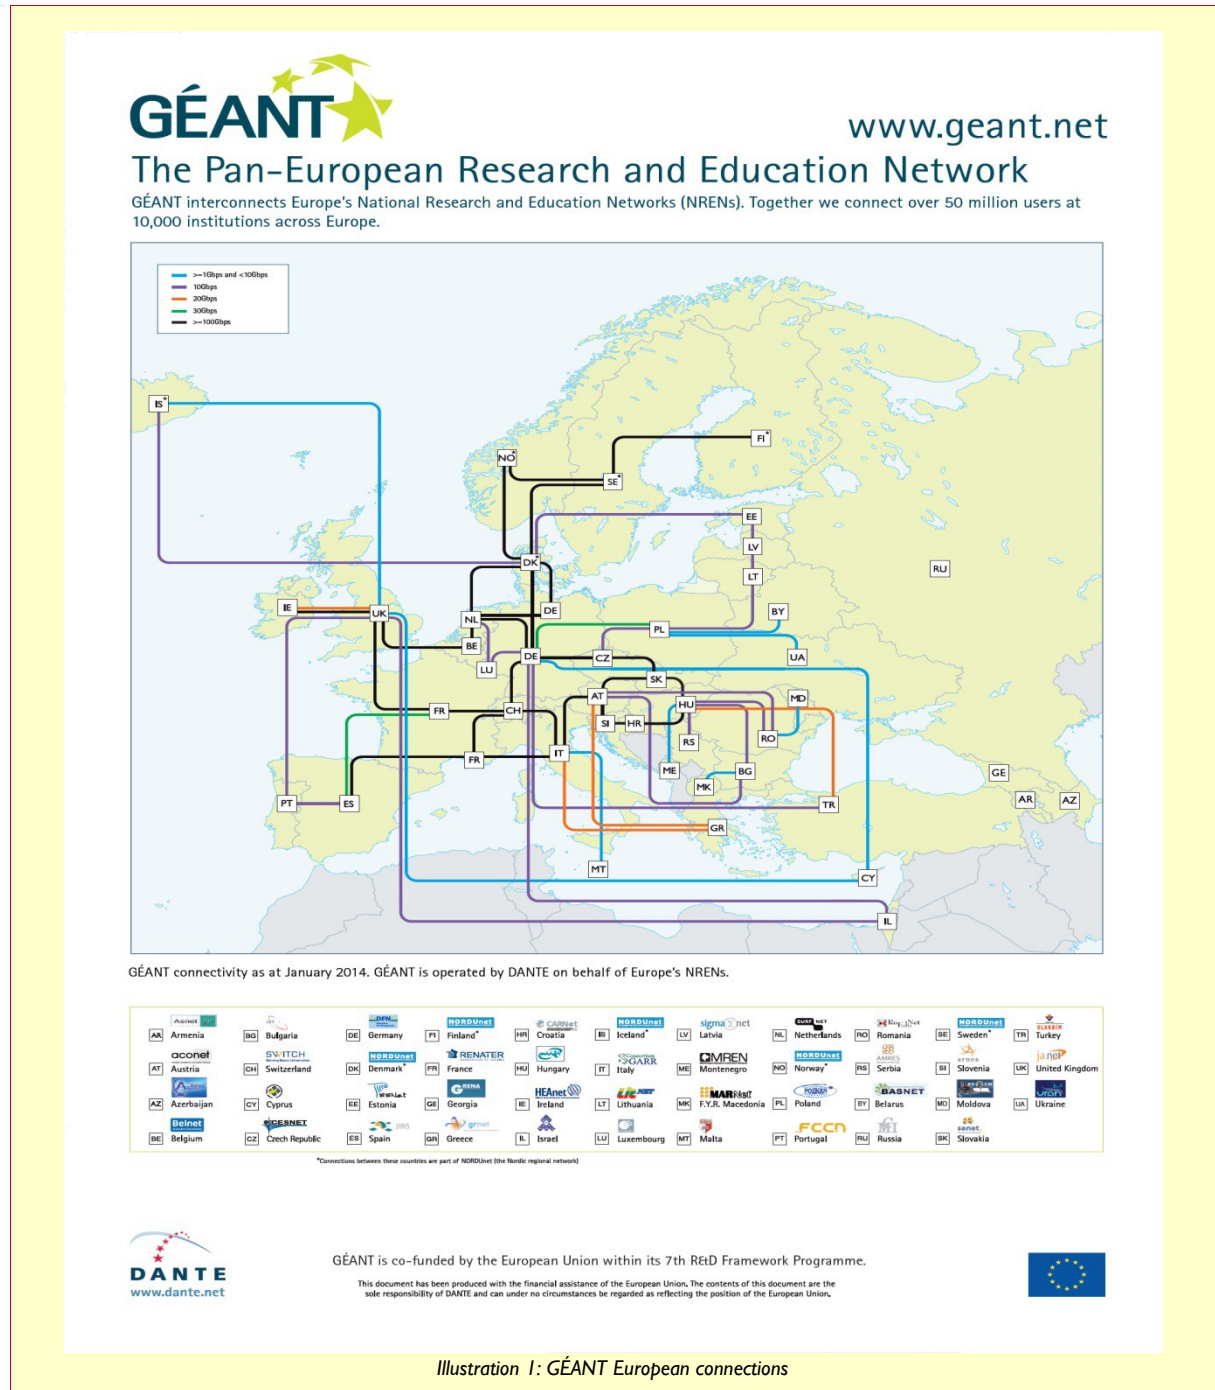 GÉANT
www.geant.net
The Pan-European Research and Education Network
GÉANT interconnects Europe's National Research and Education Networks (NRENs). Together we connect over 50 million users at
10,000 institutions across Europe.
>=1Gbps and <10Gbps
10Gbps
20Gbps
30Gbps
>=100Gbps
IS*
FI*
NO*
SE*
EE
LV
DK*
RU
LT
IE
UK
NL
DE
BY
PL
BE
DE
CZ
UA
LU
SK
AT
MD
HU
FR
CH
SI
HR
RO
RS
IT
FR
ME
BG
GE
MK
PT
ES
TR
AR
AZ
GR
MT
CY
IL
GÉANT connectivity as at January 2014. GÉANT is operated by DANTE on behalf of Europe's NRENs.
AR Armenia BG Bulgaria DE Germany FI Finland* HR Croatia IS Iceland* LV Latvia NL Netherlands RO Romania SE Sweden* TR Turkey
AT Austria CH Switzerland DK Denmark* FR France HU Hungary IT Italy ME Montenegro NO Norway* RS Serbia SI Slovenia UK United Kingdom
AZ Azerbaijan CY Cyprus EE Estonia GE Georgia IE Ireland LT Lithuania MK F.Y.R. Macedonia PL Poland BY Belarus MD Moldova UA Ukraine
BE Belgium CZ Czech Republic ES Spain GR Greece IL Israel LU Luxembourg MT Malta PT Portugal RU Russia SK Slovakia
*Connections between these countries are part of NORDUnet (the Nordic regional network)
DANTE
www.dante.net
GÉANT is co-funded by the European Union within its 7th R&D Framework Programme.
This document has been produced with the financial assistance of the European Union. The contents of this document are the
sole responsibility of DANTE and can under no circumstances be regarded as reflecting the position of the European Union.
Illustration 1: GÉANT European connections